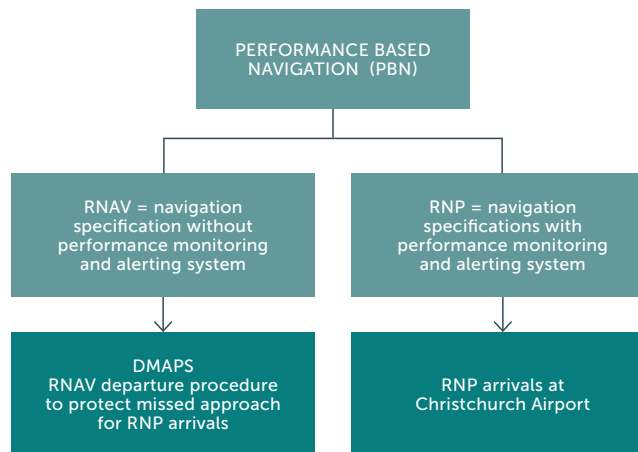 PERFORMANCE BASED
NAVIGATION (PBN)
RNAV = navigation
specification without
performance monitoring
and alerting system
RNP = navigation
specifications with
performance monitoring
and alerting system
DMAPS
RNAV departure procedure
to protect missed approach
for RNP arrivals
RNP arrivals at
Christchurch Airport